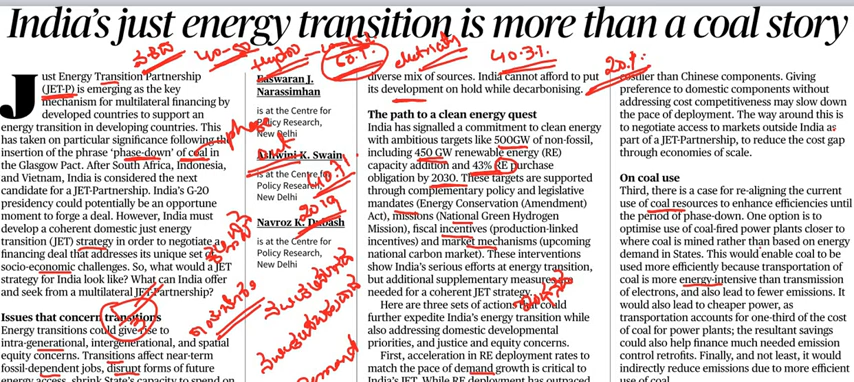 India's just energy transition is more than a coal story
Just Energy Transition Partnership
(JET-P) is emerging as the key
mechanism for multilateral financing by
developed countries to support an
energy transition in developing countries. This
has taken on particular significance following the
insertion of the phrase 'phase-down' of coal in
the Glasgow Pact. After South Africa, Indonesia,
and Vietnam, India is considered the next
candidate for a JET-Partnership. India's G-20
presidency could potentially be an opportune
moment to forge a deal. However, India must
develop a coherent domestic just energy
transition (JET) strategy in order to negotiate a
financing deal that addresses its unique set of
socio-economic challenges. So, what would a JET
strategy for India look like? What can India offer
and seek from a multilateral JET-Partnership?
Issues that concern transitions
Energy transitions could give rise to
intra-generational, intergenerational, and spatial
equity concerns. Transitions affect near-term
fossil-dependent jobs, disrupt forms of future
energy access, shrink State's capacity to spend on
Easwaran J.
Narassimhan
is at the Centre for
Policy Research,
New Delhi
Ashwini K. Swain
is at the Centre for
Policy Research,
New Delhi
Navroz K. Dubash
is at the Centre for
Policy Research,
New Delhi
diverse mix of sources. India cannot afford to put
its development on hold while decarbonising.
The path to a clean energy quest
India has signalled a commitment to clean energy
with ambitious targets like 500GW of non-fossil,
including 450 GW renewable energy (RE)
capacity addition and 43% RE purchase
obligation by 2030. These targets are supported
through complementary policy and legislative
mandates (Energy Conservation (Amendment)
Act), missions (National Green Hydrogen
Mission), fiscal incentives (production-linked
incentives) and market mechanisms (upcoming
national carbon market). These interventions
show India's serious efforts at energy transition,
but additional supplementary measures are
needed for a coherent JET strategy.
Here are three sets of actions that could
further expedite India's energy transition while
also addressing domestic developmental
priorities, and justice and equity concerns.
First, acceleration in RE deployment rates to
match the pace of demand growth is critical to
India's JET. While RE deployment has outpaced
costlier than Chinese components. Giving
preference to domestic components without
addressing cost competitiveness may slow down
the pace of deployment. The way around this is
to negotiate access to markets outside India as
part of a JET-Partnership, to reduce the cost gap
through economies of scale.
On coal use
Third, there is a case for re-aligning the current
use of coal resources to enhance efficiencies until
the period of phase-down. One option is to
optimise use of coal-fired power plants closer to
where coal is mined rather than based on energy
demand in States. This would enable coal to be
used more efficiently because transportation of
coal is more energy-intensive than transmission
of electrons, and also lead to fewer emissions. It
would also lead to cheaper power, as
transportation accounts for one-third of the cost
of coal for power plants; the resultant savings
could also help finance much needed emission
control retrofits. Finally, and not least, it would
indirectly reduce emissions due to more efficient
use of coal.
40-50
60%
electricity
40.3%
20%
phase
out
40%
2019
Demand